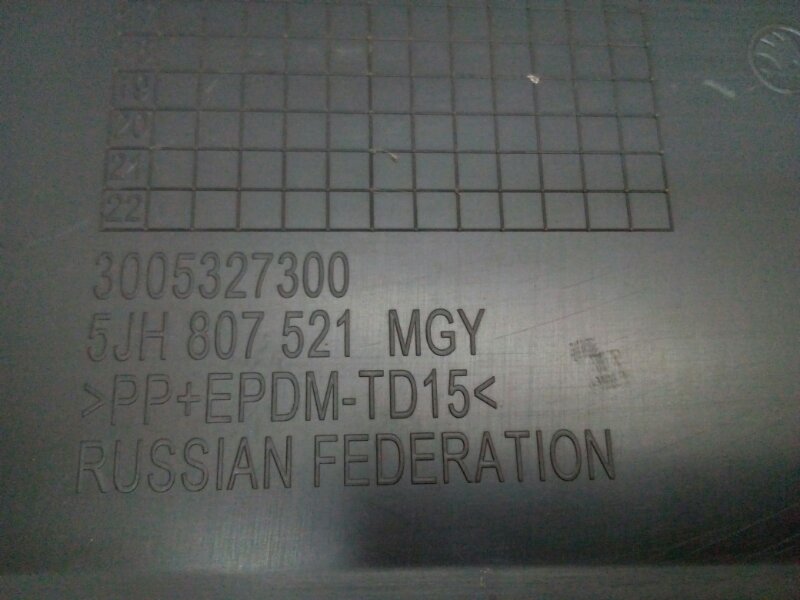 19
20
21
22
3005327300
5JH 807 521 MGY
>PP+EPDM-TD15<
RUSSIAN FEDERATION